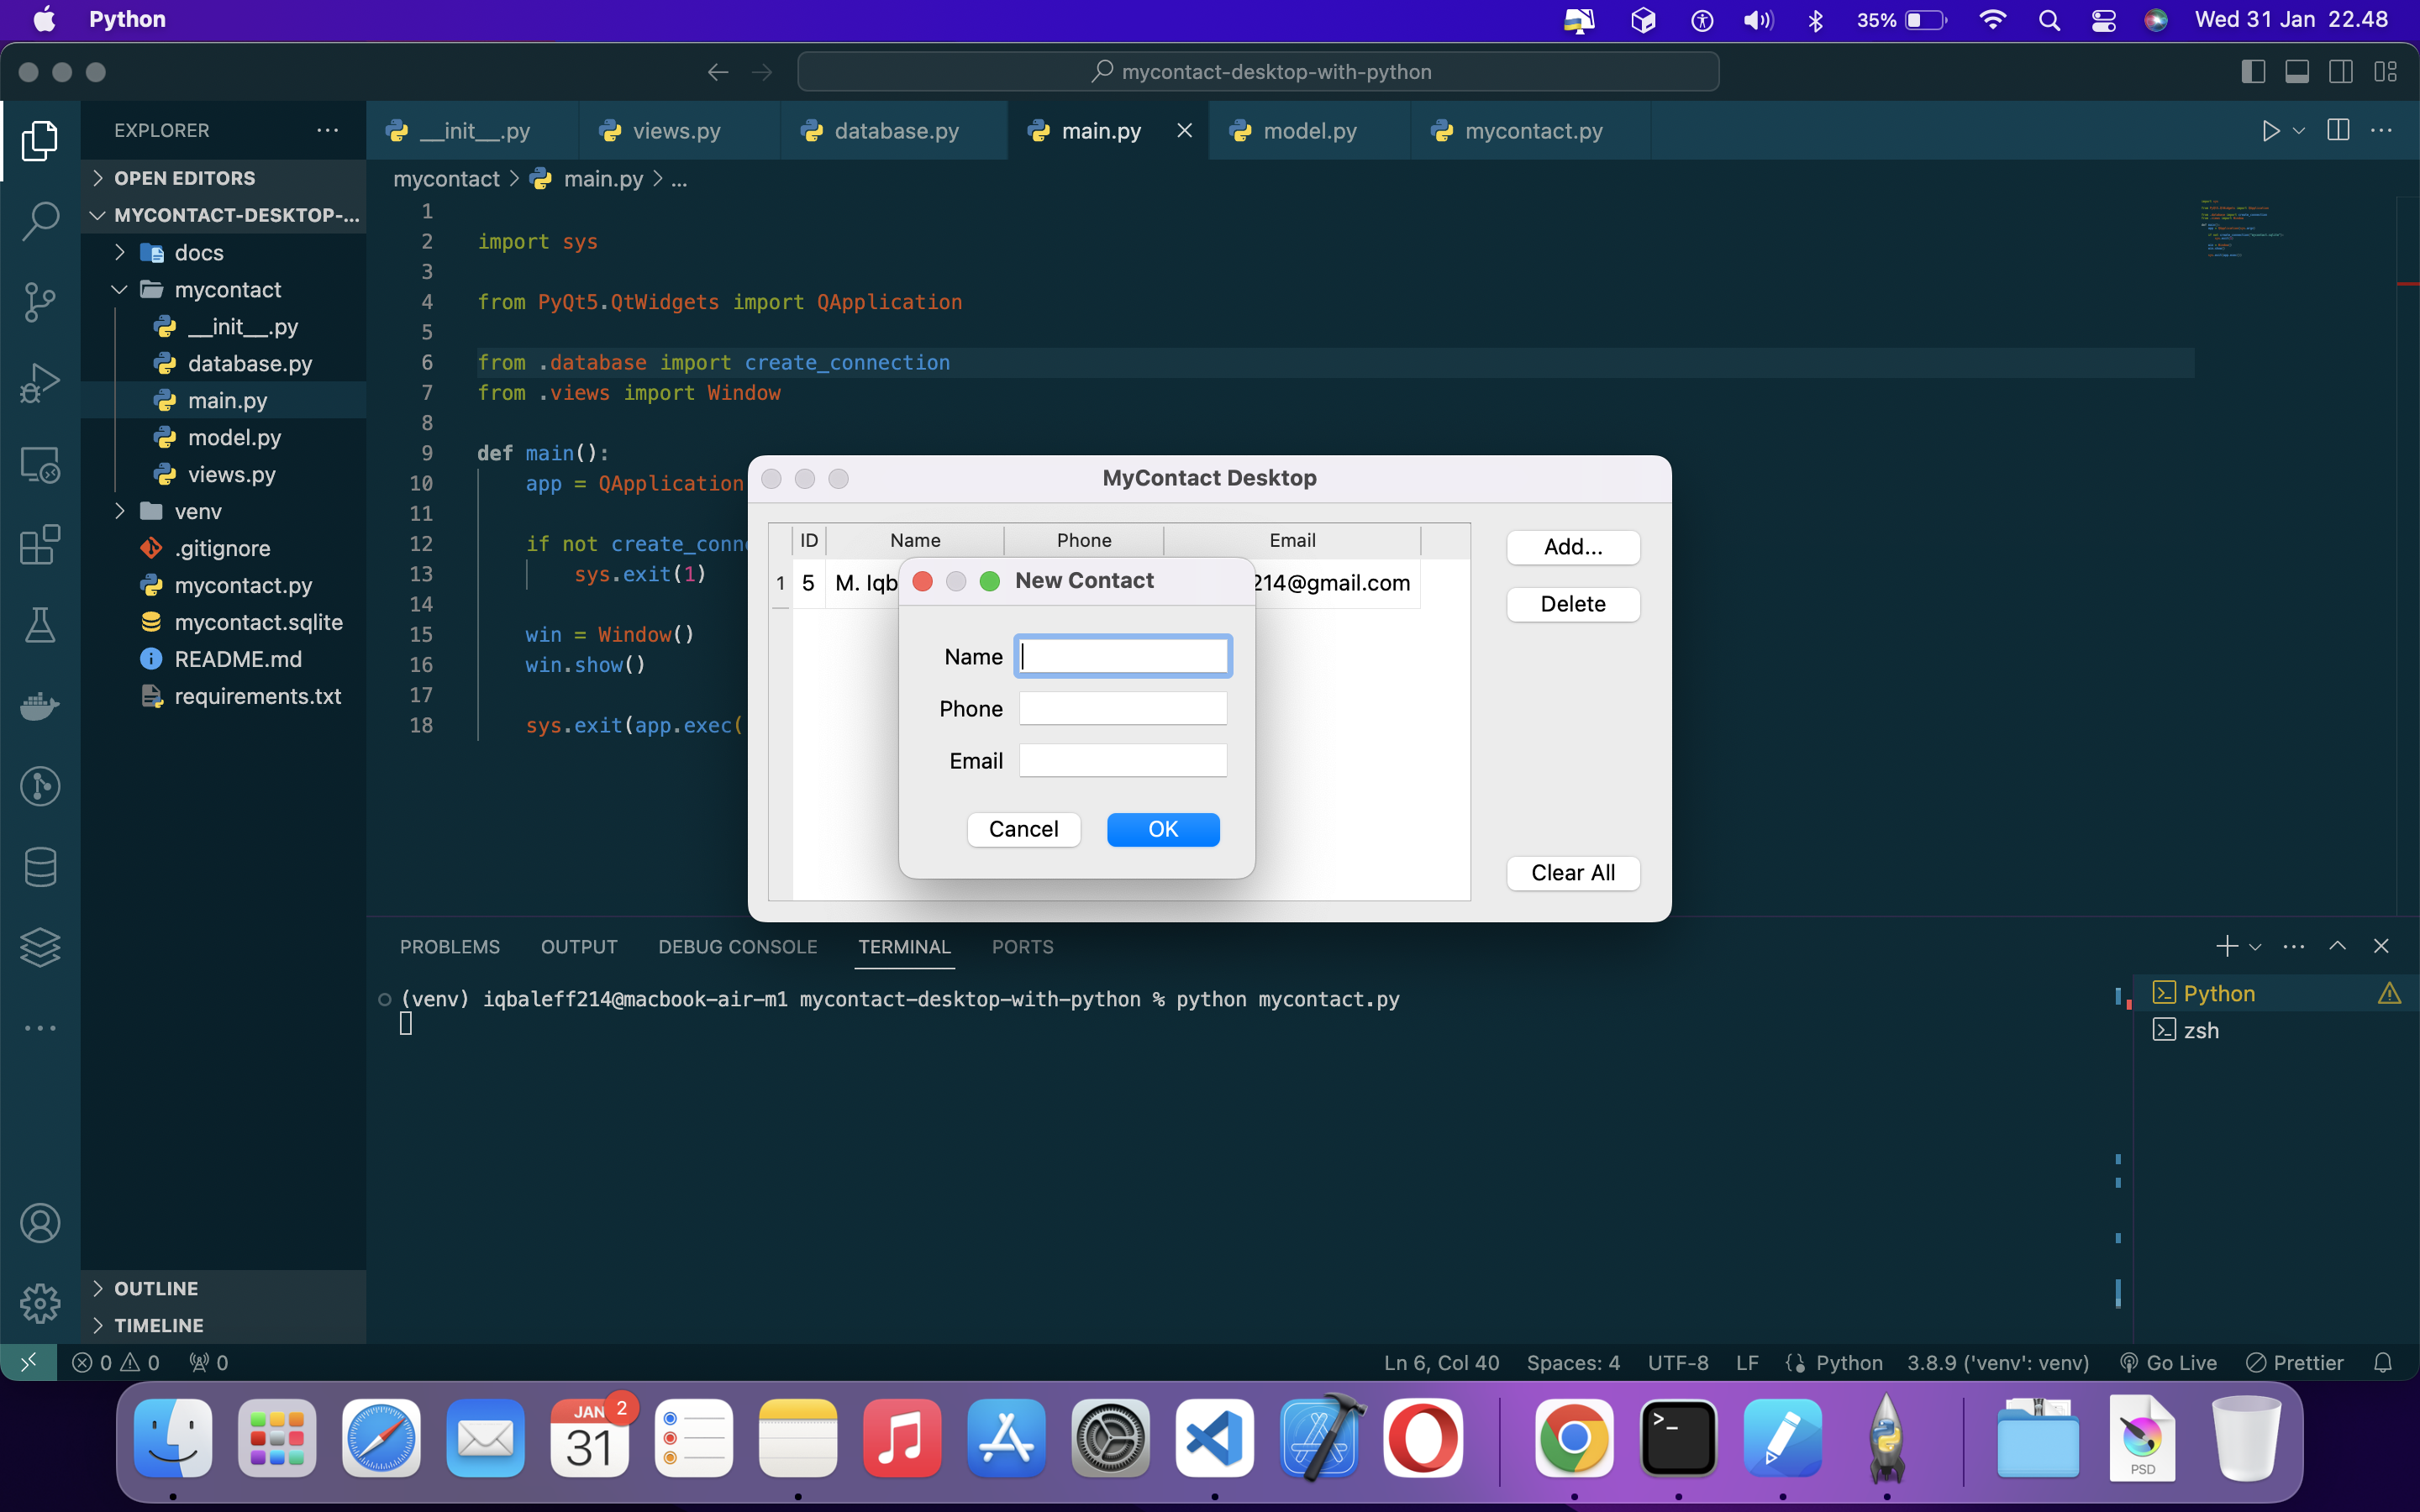 Python
35%
Wed 31 Jan 22.48
mycontact-desktop-with-python
EXPLORER
__init__.py
views.py
database.py
main.py
model.py
mycontact.py
OPEN EDITORS
MYCONTACT-DESKTOP-...
docs
mycontact
__init__.py
database.py
main.py
model.py
views.py
venv
.gitignore
mycontact.py
mycontact.sqlite
README.md
requirements.txt
OUTLINE
TIMELINE
mycontact > main.py > ...
1
2 import sys
3
4 from PyQt5.QtWidgets import QApplication
5
6 from .database import create_connection
7 from .views import Window
8
9 def main():
10 app = QApplication
11
12 if not create_conn
13 sys.exit(1)
14
15 win = Window()
16 win.show()
17
18 sys.exit(app.exec(
MyContact Desktop
ID Name Phone Email
1 5 M. Iqb 214@gmail.com
Add...
Delete
Clear All
New Contact
Name
Phone
Email
Cancel
OK
PROBLEMS OUTPUT DEBUG CONSOLE TERMINAL PORTS
(venv) iqbaleff214@macbook-air-m1 mycontact-desktop-with-python % python mycontact.py
Python
zsh
0 0 0
Ln 6, Col 40 Spaces: 4 UTF-8 LF Python 3.8.9 ('venv': venv) Go Live Prettier
JAN 2
31
PSD